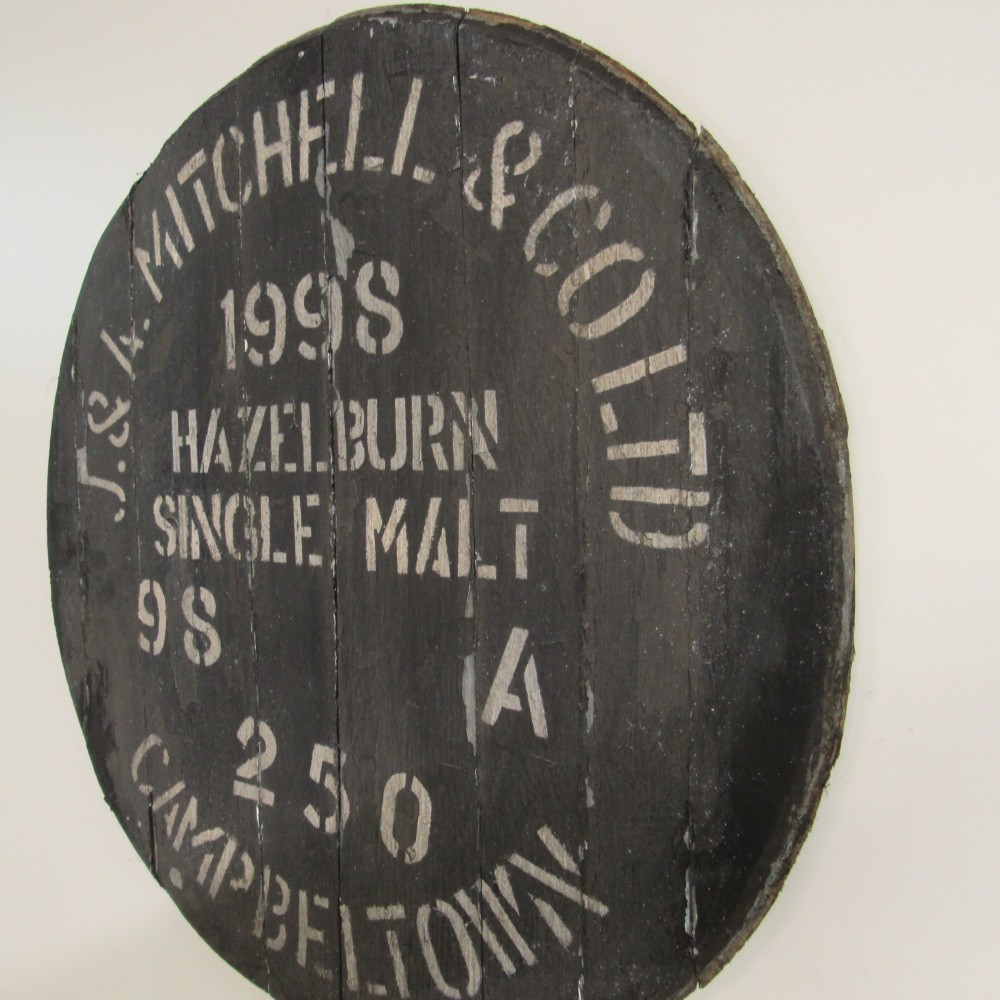 J.&A. MITCHELL & CO LTD
1998
HAZELBURN
SINGLE MALT
98
A
250
CAMPBELTOWN